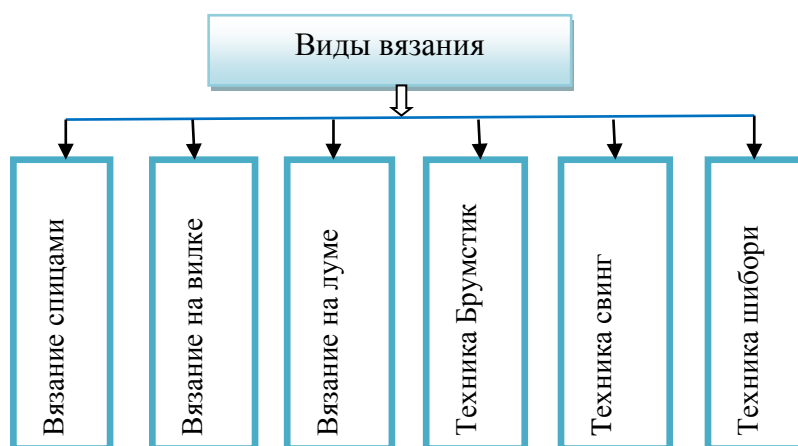 Виды вязания
Вязание спицами
Вязание на вилке
Вязание на луме
Техника Брумстик
Техника свинг
Техника шибори